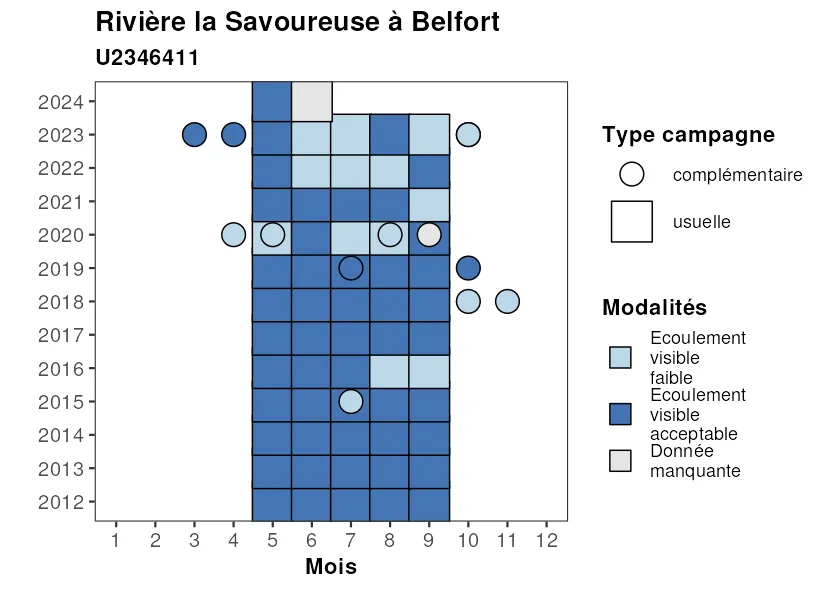 Rivière la Savoureuse à Belfort
U2346411
2024
2023
2022
2021
2020
2019
2018
2017
2016
2015
2014
2013
2012
1 2 3 4 5 6 7 8 9 10 11 12
Mois
Type campagne
complémentaire
usuelle
Modalités
Ecoulement
visible
faible
Ecoulement
visible
acceptable
Donnée
manquante